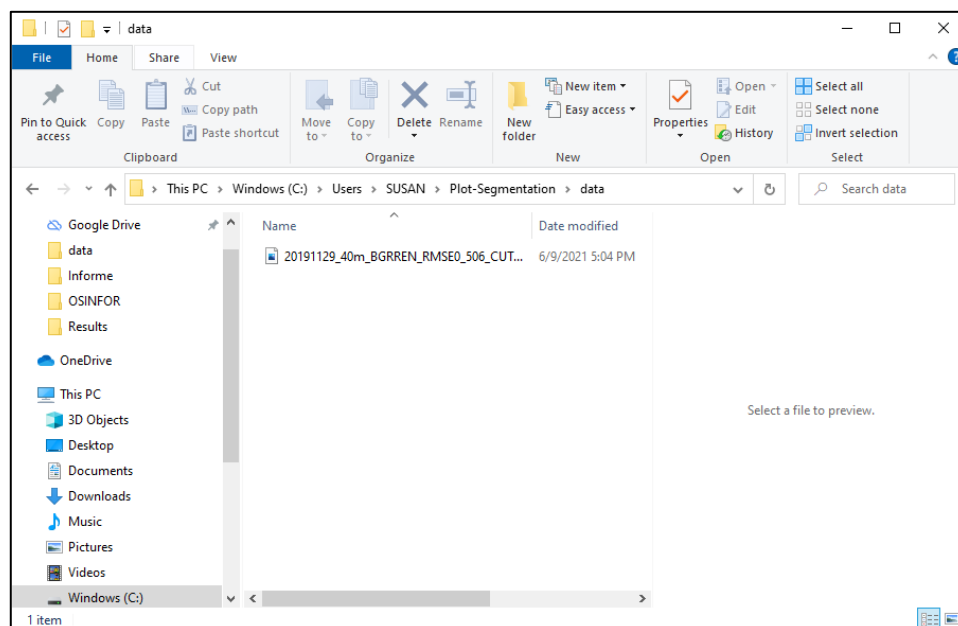 data
File Home Share View
Pin to Quick access
Copy
Paste
Cut
Copy path
Paste shortcut
Clipboard
Move to
Copy to
Delete
Rename
Organize
New folder
New item
Easy access
New
Properties
Open
Edit
History
Open
Select all
Select none
Invert selection
Select
This PC > Windows (C:) > Users > SUSAN > Plot-Segmentation > data
Search data
Google Drive
data
Informe
OSINFOR
Results
OneDrive
This PC
3D Objects
Desktop
Documents
Downloads
Music
Pictures
Videos
Windows (C:)
Name Date modified
20191129_40m_BGRREN_RMSE0_506_CUT... 6/9/2021 5:04 PM
Select a file to preview.
1 item